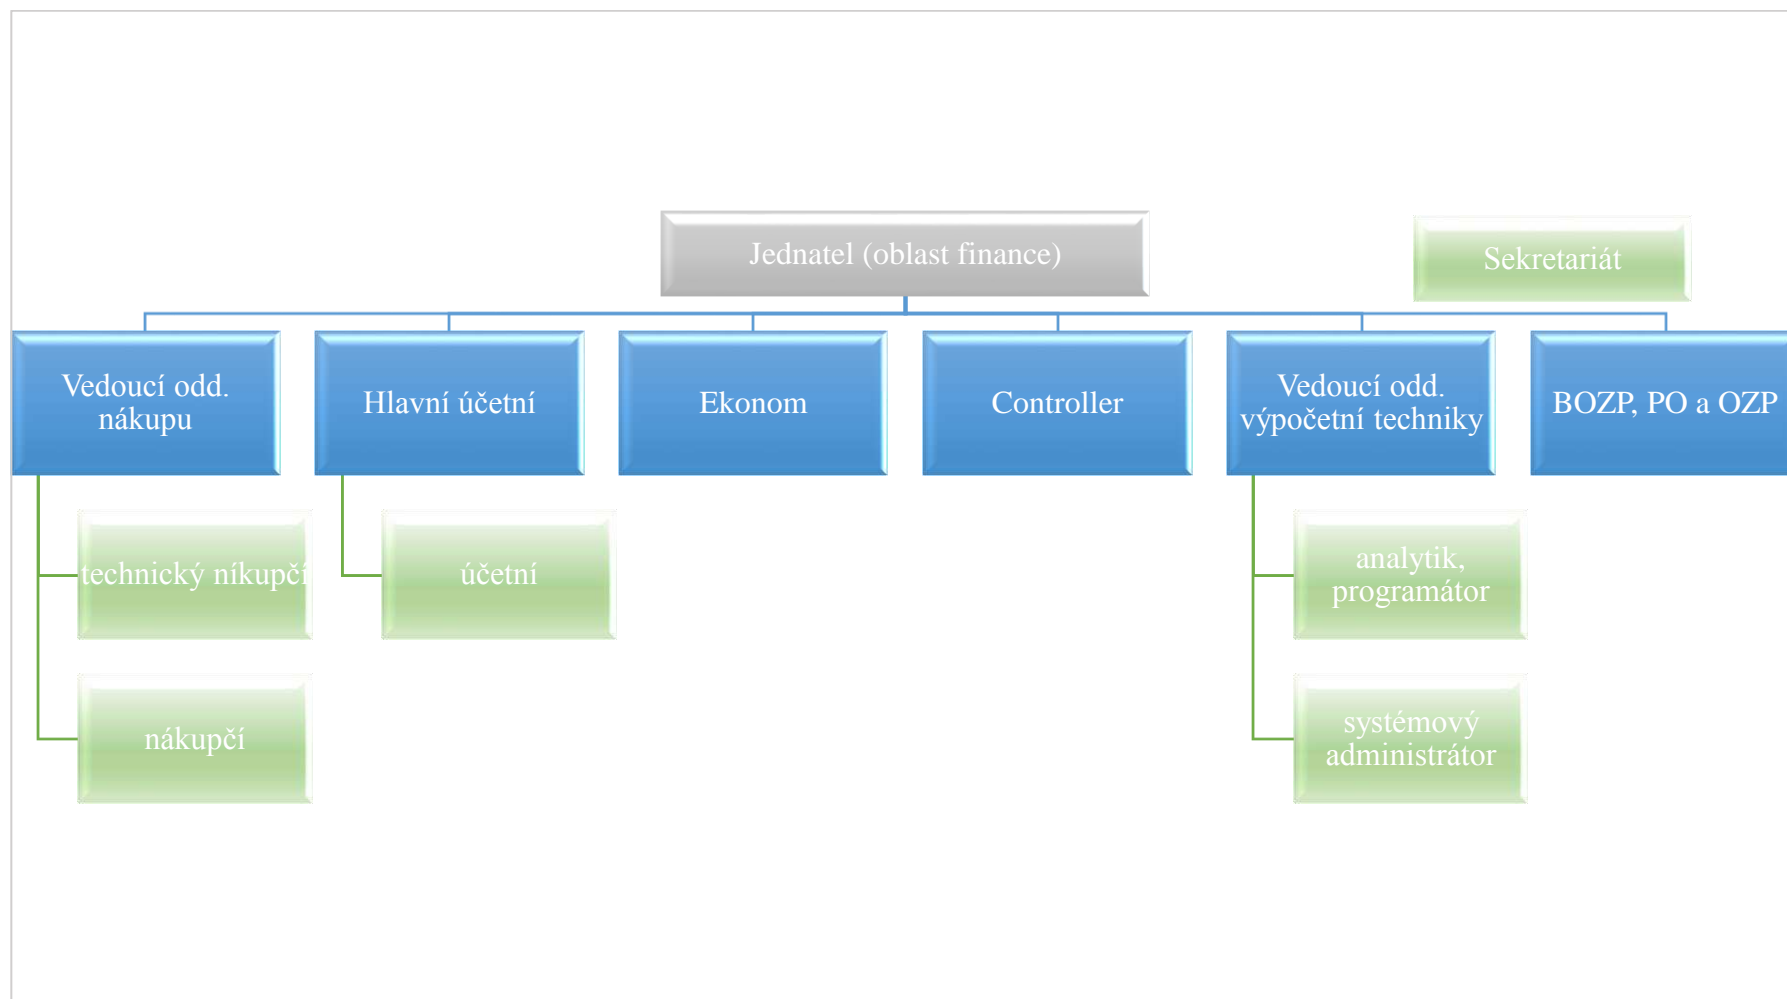 Jednatel (oblast finance)
Sekretariát
Vedoucí odd.
nákupu
Hlavní účetní
Ekonom
Controller
Vedoucí odd.
výpočetní techniky
BOZP, PO a OZP
technický níkupčí
účetní
analytik,
programátor
nákupčí
systémový
administrátor